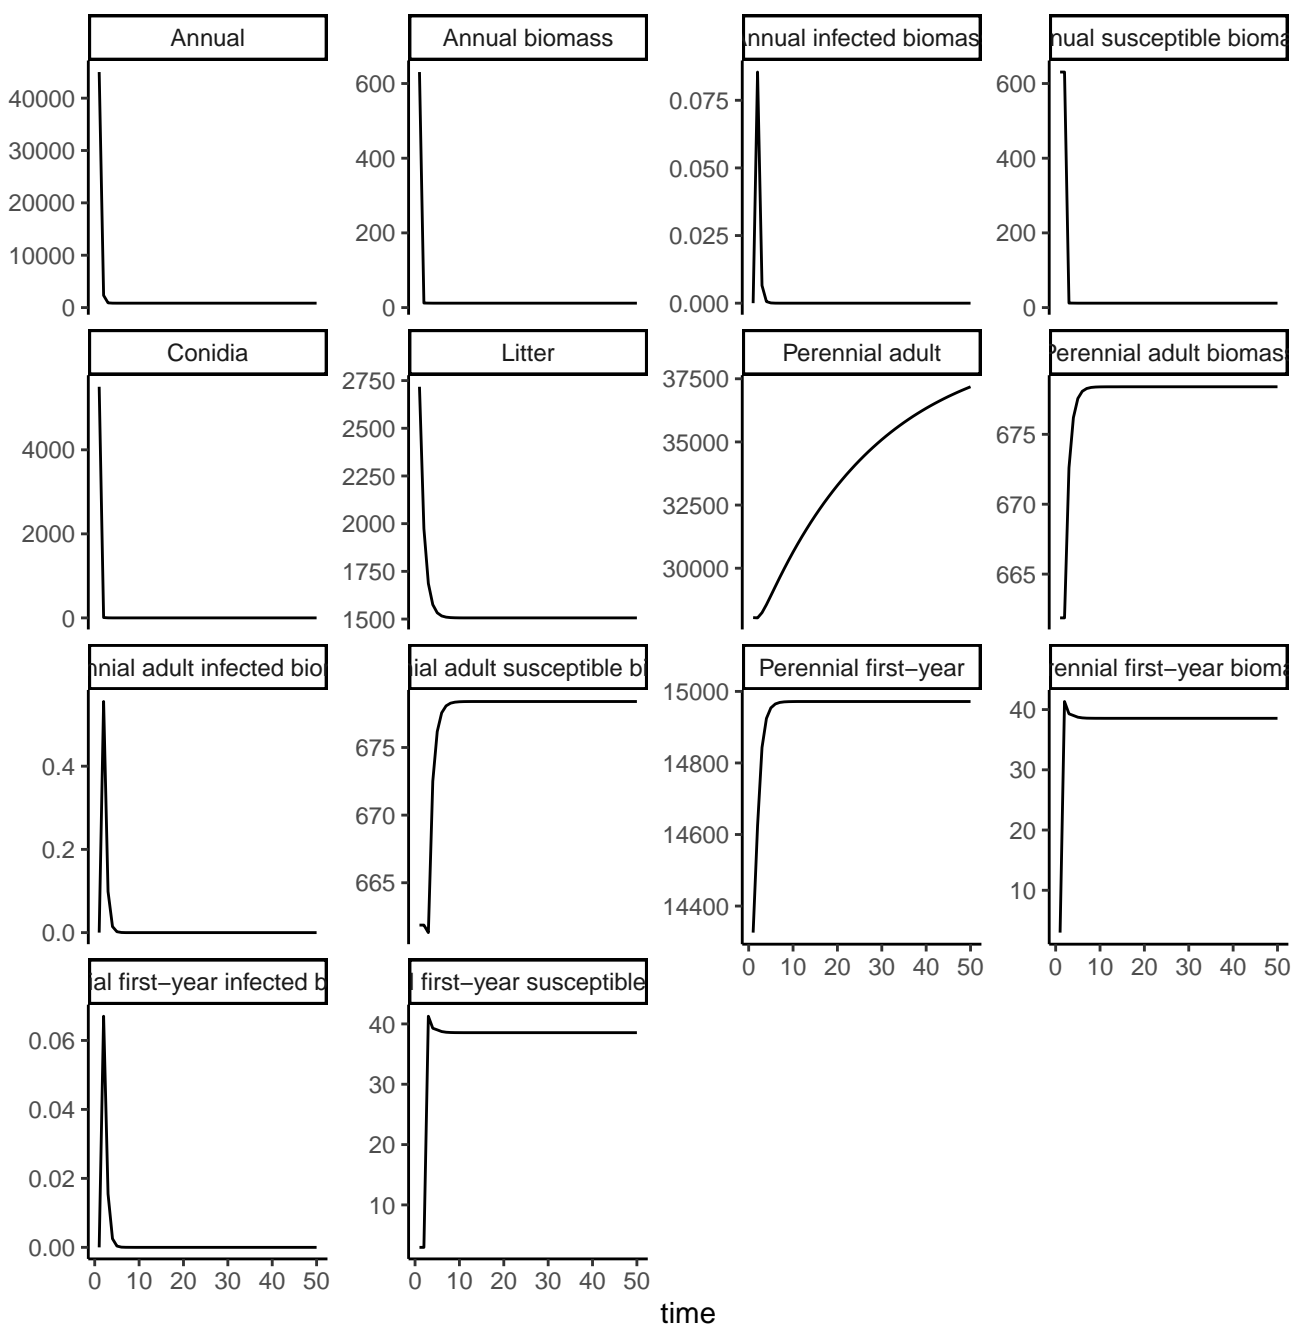 Annual
Annual biomass
nnual infected biomas
nual susceptible bioma
40000
30000
20000
10000
0
600
400
200
0
0.075
0.050
0.025
0.000
600
400
200
0
Conidia
Litter
Perennial adult
Perennial adult biomass
4000
2000
0
2750
2500
2250
2000
1750
1500
37500
35000
32500
30000
675
670
665
nnial adult infected bior
ial adult susceptible bi
Perennial first−year
rennial first−year bioma
0.4
0.2
0.0
675
670
665
15000
14800
14600
14400
40
30
20
10
0 10 20 30 40 50
0 10 20 30 40 50
ial first−year infected b
l first−year susceptible
0.06
0.04
0.02
0.00
40
30
20
10
0 10 20 30 40 50
0 10 20 30 40 50
time